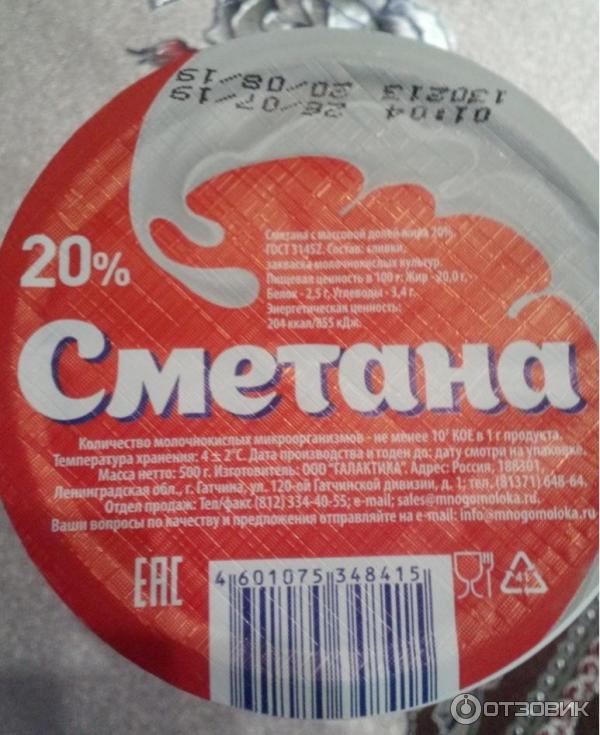 01:04 26/07/19
130213 20/08/19
20%
Сметана с массовой долей жира 20%.
ГОСТ 31452. Состав: сливки,
закваска молочнокислых культур.
Пищевая ценность в 100 г: Жир - 20,0 г,
Белок - 2,5 г, Углеводы - 3,4 г.
Энергетическая ценность:
204 ккал/855 кДж.
Сметана
Количество молочнокислых микроорганизмов - не менее 10⁷ КОЕ в 1 г продукта.
Температура хранения: 4 ± 2°С. Дата производства и годен до: дату смотри на упаковке.
Масса нетто: 500 г. Изготовитель: ООО "ГАЛАКТИКА". Адрес: Россия, 188301,
Ленинградская обл., г. Гатчина, ул. 120-ой Гатчинской дивизии, д. 1; тел. (81371) 648-64.
Отдел продаж: Тел/факс (812) 334-40-55; e-mail; sales@mnogomoloka.ru.
Ваши вопросы по качеству и предложения отправляйте на e-mail: info@mnogomoloka.ru
ЕАС
4 601075 348415
41
ОТЗОВИК